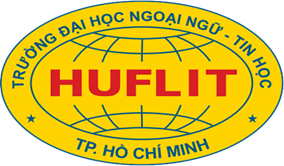 TRƯỜNG ĐẠI HỌC NGOẠI NGỮ - TIN HỌC
HUFLIT
TP. HỒ CHÍ MINH